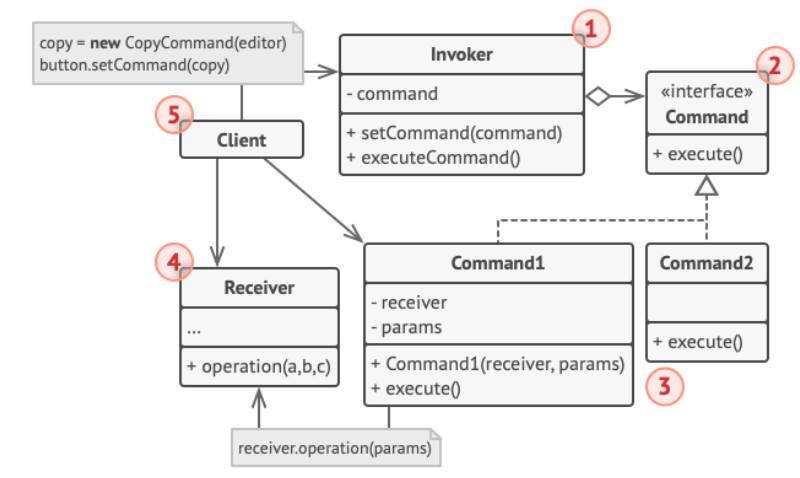 copy = new CopyCommand(editor)
button.setCommand(copy)
1
Invoker
- command
+ setCommand(command)
+ executeCommand()
2
«interface»
Command
+ execute()
5
Client
4
Receiver
...
+ operation(a,b,c)
Command1
- receiver
- params
+ Command1(receiver, params)
+ execute()
Command2
+ execute()
3
receiver.operation(params)